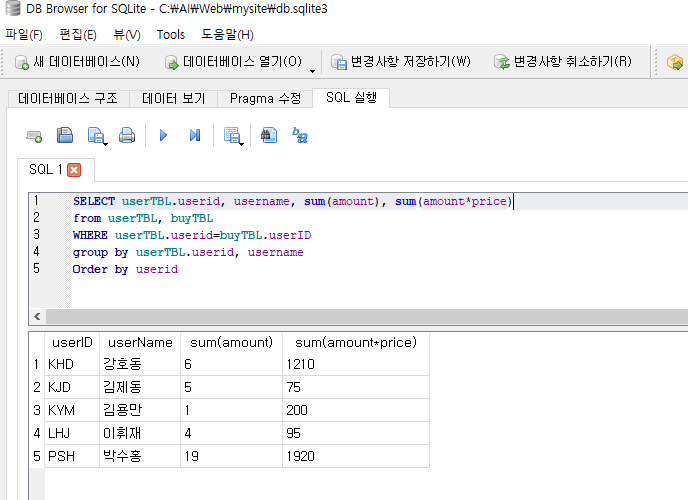 DB Browser for SQLite - C:\AI\Web\mysite\db.sqlite3
파일(F) 편집(E) 뷰(V) Tools 도움말(H)
새 데이터베이스(N) 데이터베이스 열기(O) 변경사항 저장하기(W) 변경사항 취소하기(R)
데이터베이스 구조 데이터 보기 Pragma 수정 SQL 실행
SQL 1
1 SELECT userTBL.userid, username, sum(amount), sum(amount*price)
2 from userTBL, buyTBL
3 WHERE userTBL.userid=buyTBL.userID
4 group by userTBL.userid, username
5 Order by userid
userID userName sum(amount) sum(amount*price)
1 KHD 강호동 6 1210
2 KJD 김제동 5 75
3 KYM 김용만 1 200
4 LHJ 이휘재 4 95
5 PSH 박수홍 19 1920